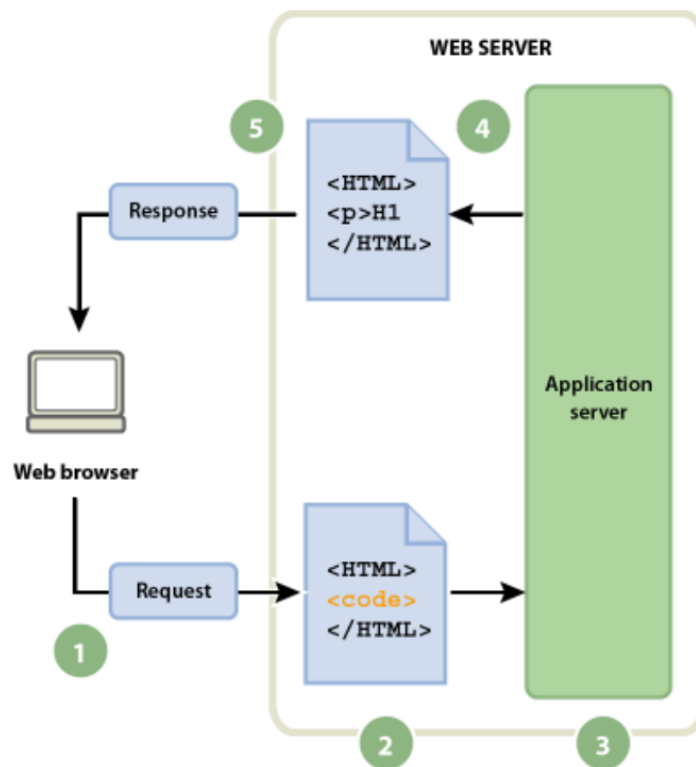 WEB SERVER
5
4
<HTML>
<p>H1
</HTML>
Response
Application
server
Web browser
<HTML>
<code>
</HTML>
Request
1
2
3